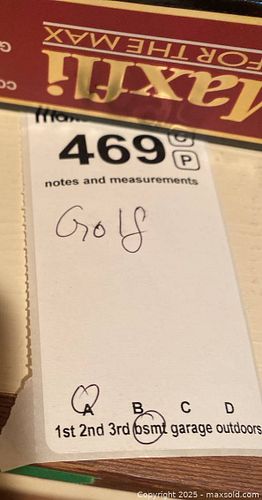 FOR THE MAX
Maxfli
469
C
P
notes and measurements
Golf
A B C D
1st 2nd 3rd bsmt garage outdoors
Copyright 2025 - maxsold.com